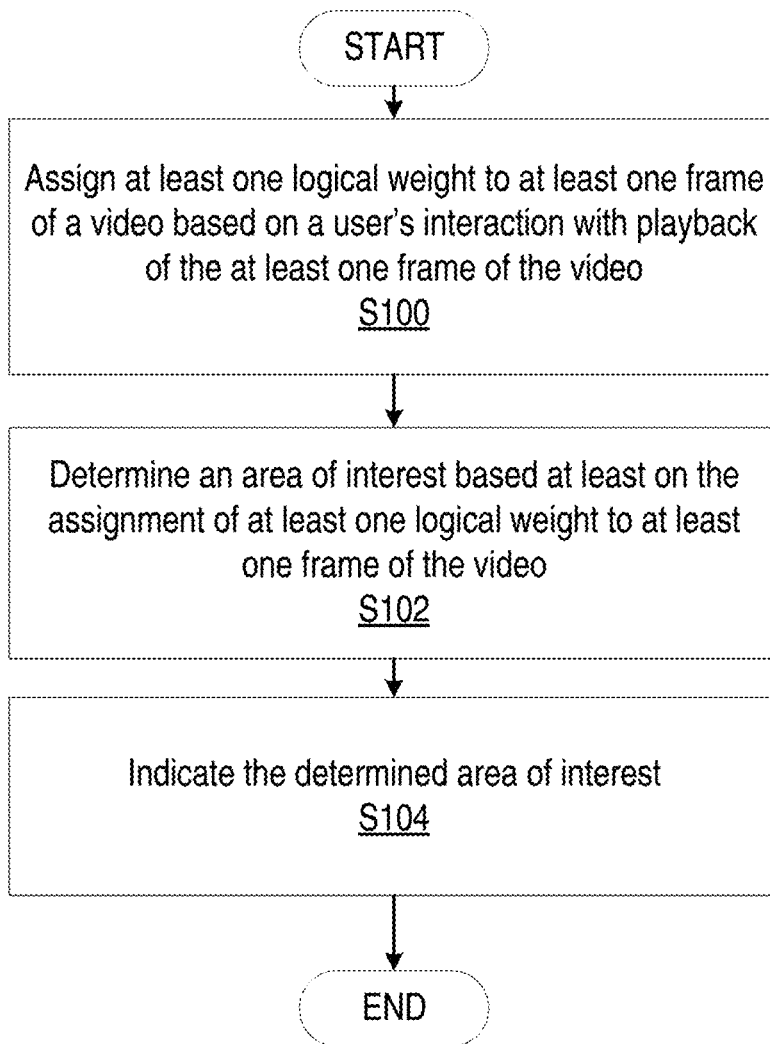 START
Assign at least one logical weight to at least one frame
of a video based on a user's interaction with playback
of the at least one frame of the video
S100
Determine an area of interest based at least on the
assignment of at least one logical weight to at least
one frame of the video
S102
Indicate the determined area of interest
S104
END